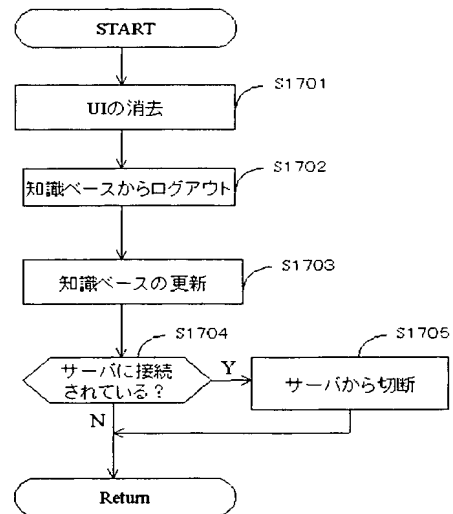 START
S1701
UIの消去
S1702
知識ベースからログアウト
S1703
知識ベースの更新
S1704
サーバに接続
されている？
Y
N
S1705
サーバから切断
Return